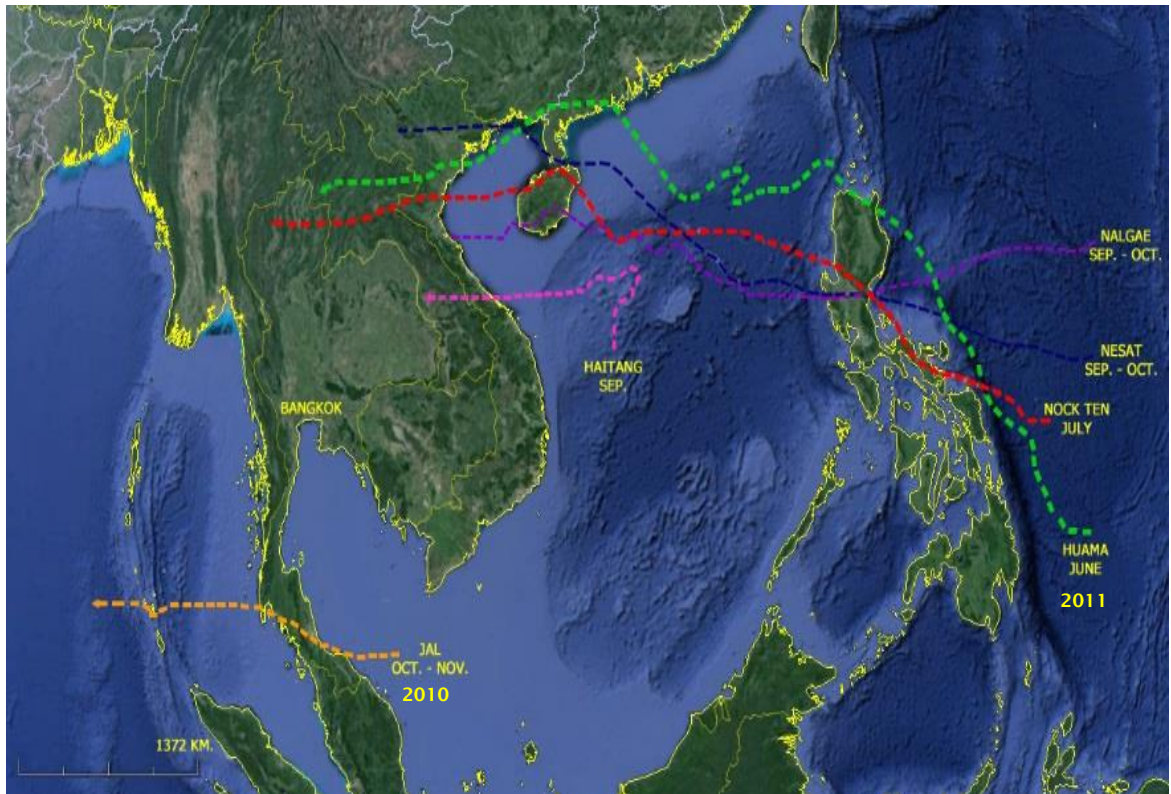 NALGAE
SEP. - OCT.
NESAT
SEP. - OCT.
HAITANG
SEP.
BANGKOK
NOCK TEN
JULY
HUAMA
JUNE
2011
JAL
OCT. - NOV.
2010
1372 KM.